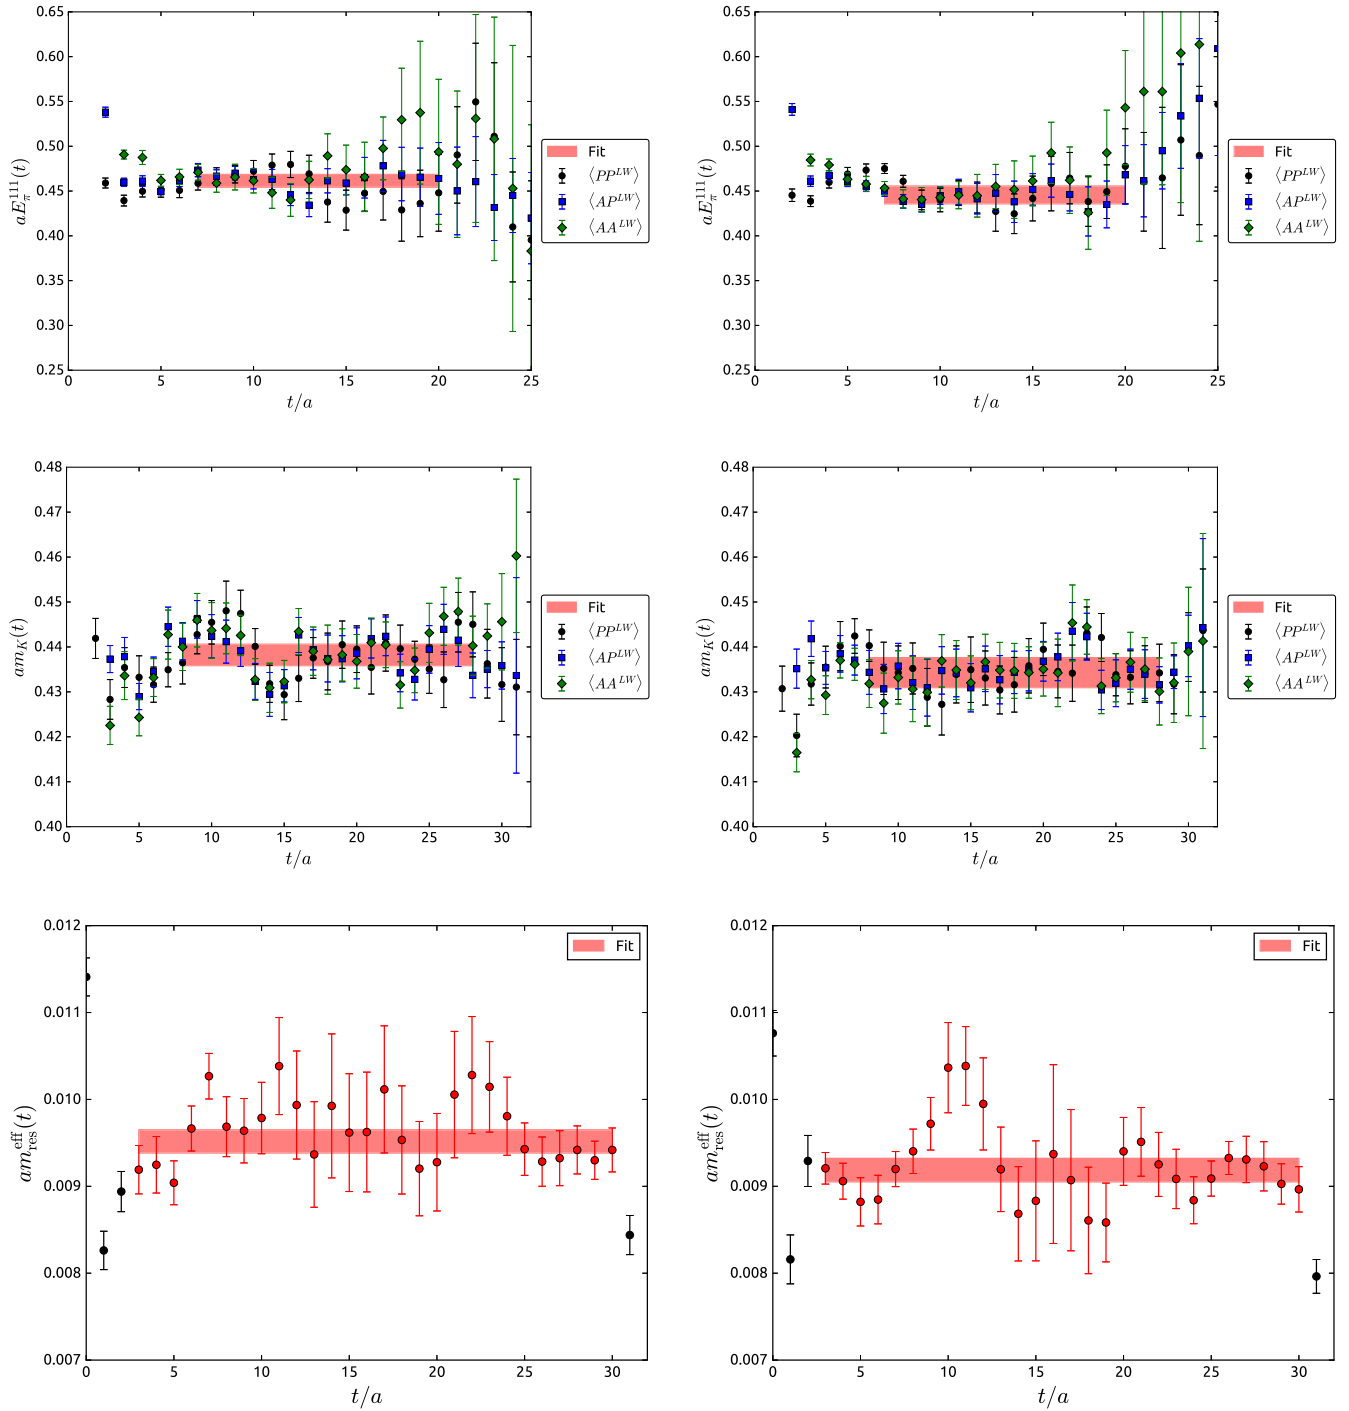 0.65
0.60
0.55
0.50
0.45
0.40
0.35
0.30
0.25
0 5 10 15 20 25
aE_π^{111}(t)
t/a
Fit
⟨PP^{LW}⟩
⟨AP^{LW}⟩
⟨AA^{LW}⟩
0.65
0.60
0.55
0.50
0.45
0.40
0.35
0.30
0.25
0 5 10 15 20 25
aE_π^{111}(t)
t/a
Fit
⟨PP^{LW}⟩
⟨AP^{LW}⟩
⟨AA^{LW}⟩
0.48
0.47
0.46
0.45
0.44
0.43
0.42
0.41
0.40
0 5 10 15 20 25 30
am_K(t)
t/a
Fit
⟨PP^{LW}⟩
⟨AP^{LW}⟩
⟨AA^{LW}⟩
0.48
0.47
0.46
0.45
0.44
0.43
0.42
0.41
0.40
0 5 10 15 20 25 30
am_K(t)
t/a
Fit
⟨PP^{LW}⟩
⟨AP^{LW}⟩
⟨AA^{LW}⟩
0.012
0.011
0.010
0.009
0.008
0.007
0 5 10 15 20 25 30
am_{res}^{eff}(t)
t/a
Fit
0.012
0.011
0.010
0.009
0.008
0.007
0 5 10 15 20 25 30
am_{res}^{eff}(t)
t/a
Fit